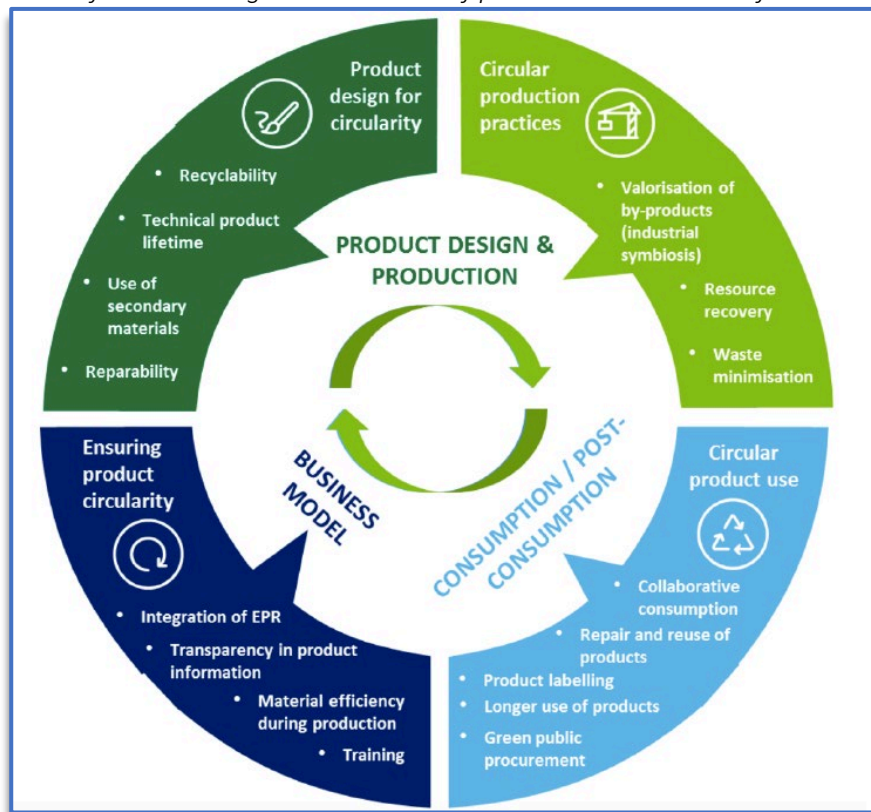 Product
design for
circularity
• Recyclability
• Technical product
lifetime
• Use of
secondary
materials
• Reparability
Circular
production
practices
• Valorisation of
by-products
(industrial
symbiosis)
• Resource
recovery
• Waste
minimisation
PRODUCT DESIGN &
PRODUCTION
BUSINESS
MODEL
CONSUMPTION / POST-
CONSUMPTION
Ensuring
product
circularity
• Integration of EPR
• Transparency in product
information
• Material efficiency
during production
• Training
Circular
product use
• Collaborative
consumption
• Repair and reuse of
products
• Product labelling
• Longer use of products
• Green public
procurement